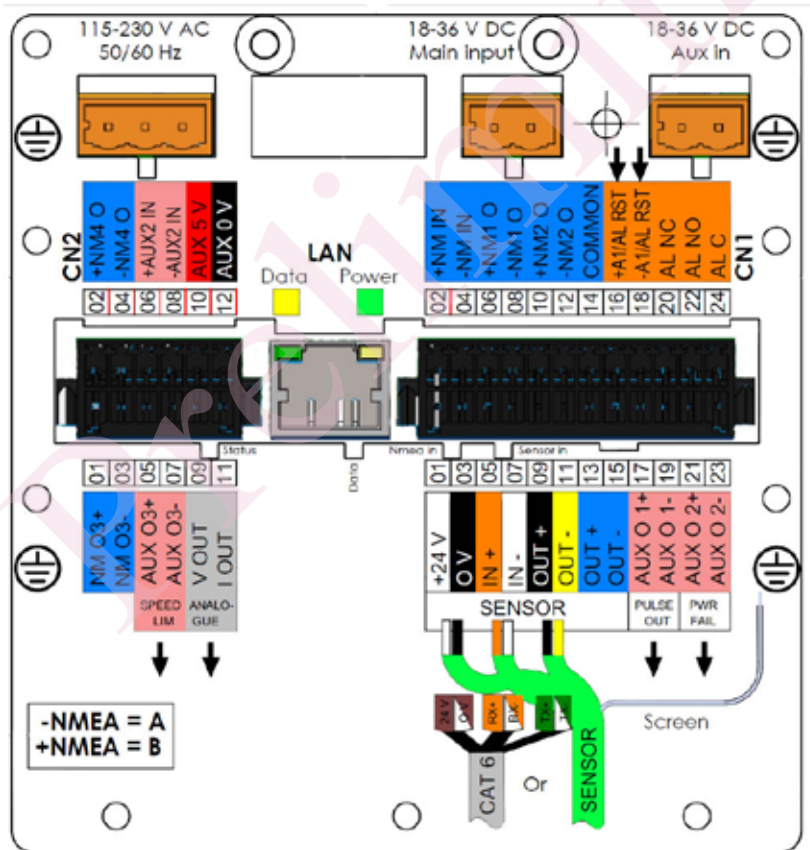 115-230 V AC
50/60 Hz
18-36 V DC
Main input
18-36 V DC
Aux in
CN2
+NM4 O
-NM4 O
+AUX2 IN
-AUX2 IN
AUX 5 V
AUX 0 V
02
04
06
08
10
12
LAN
Data
Power
+NM IN
-NM IN
+NM1 O
-NM1 O
+NM2 O
-NM2 O
COMMON
+A1/AL RST
-A1/AL RST
AL NC
AL NO
AL C
CN1
02
04
06
08
10
12
14
16
18
20
22
24
Status
Data
Nmea in
Sensor in
01
03
05
07
09
11
NM O3+
NM O3-
AUX O3+
AUX O3-
V OUT
I OUT
SPEED
LIM
ANALO-
GUE
01
03
05
07
09
11
13
15
17
19
21
23
+24 V
0 V
IN +
IN -
OUT +
OUT -
OUT +
OUT -
AUX O 1+
AUX O 1-
AUX O 2+
AUX O 2-
SENSOR
PULSE
OUT
PWR
FAIL
-NMEA = A
+NMEA = B
24 V
0 V
RX+
RX-
TX+
CAT 6
Or
SENSOR
Screen